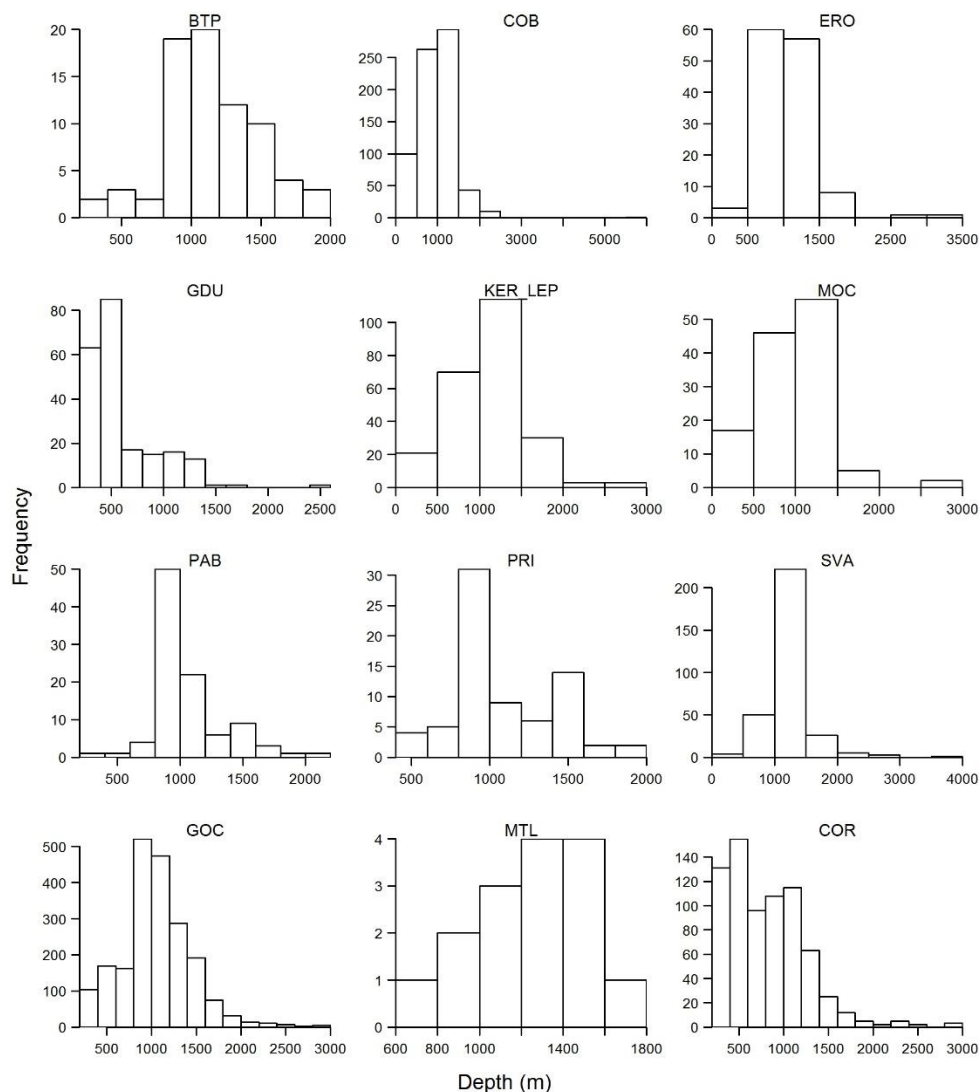 BTP
20
15
10
5
0
500 1000 1500 2000
COB
250
200
150
100
50
0
0 1000 3000 5000
ERO
60
50
40
30
20
10
0
0 500 1500 2500 3500
GDU
80
60
40
20
0
500 1000 1500 2000 2500
KER_LEP
100
80
60
40
20
0
0 500 1000 2000 3000
MOC
50
40
30
20
10
0
0 500 1000 2000 3000
Frequency
PAB
50
40
30
20
10
0
500 1000 1500 2000
PRI
30
25
20
15
10
5
0
500 1000 1500 2000
SVA
200
150
100
50
0
0 1000 2000 3000 4000
GOC
500
400
300
200
100
0
500 1000 1500 2000 2500 3000
MTL
4
3
2
1
0
600 800 1000 1400 1800
COR
140
120
100
80
60
40
20
0
500 1000 1500 2000 2500 3000
Depth (m)